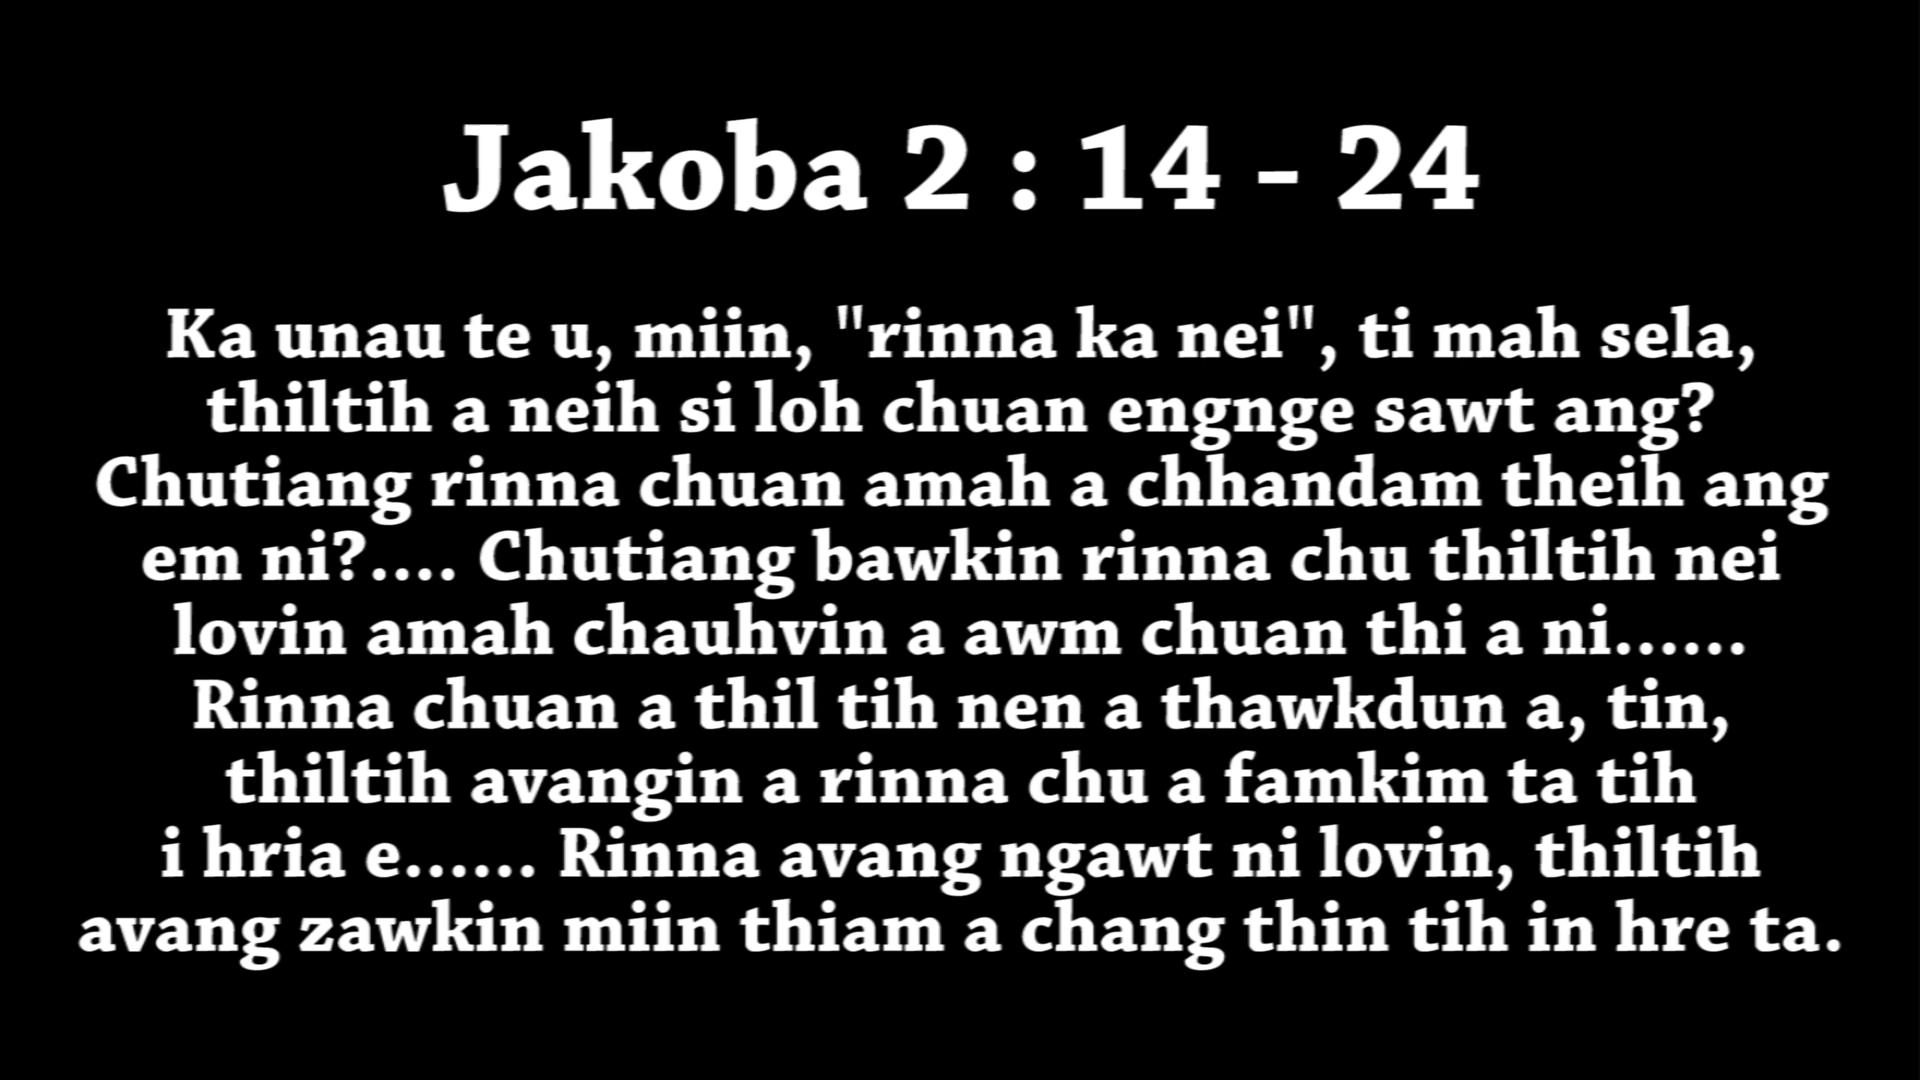 Jakoba 2 : 14 - 24
Ka unau te u, miin, "rinna ka nei", ti mah sela,
thiltih a neih si loh chuan engnge sawt ang?
Chutiang rinna chuan amah a chhandam theih ang
em ni?.... Chutiang bawkin rinna chu thiltih nei
lovin amah chauhvin a awm chuan thi a ni......
Rinna chuan a thil tih nen a thawkdun a, tin,
thiltih avangin a rinna chu a famkim ta tih
i hria e...... Rinna avang ngawt ni lovin, thiltih
avang zawkin miin thiam a chang thin tih in hre ta.